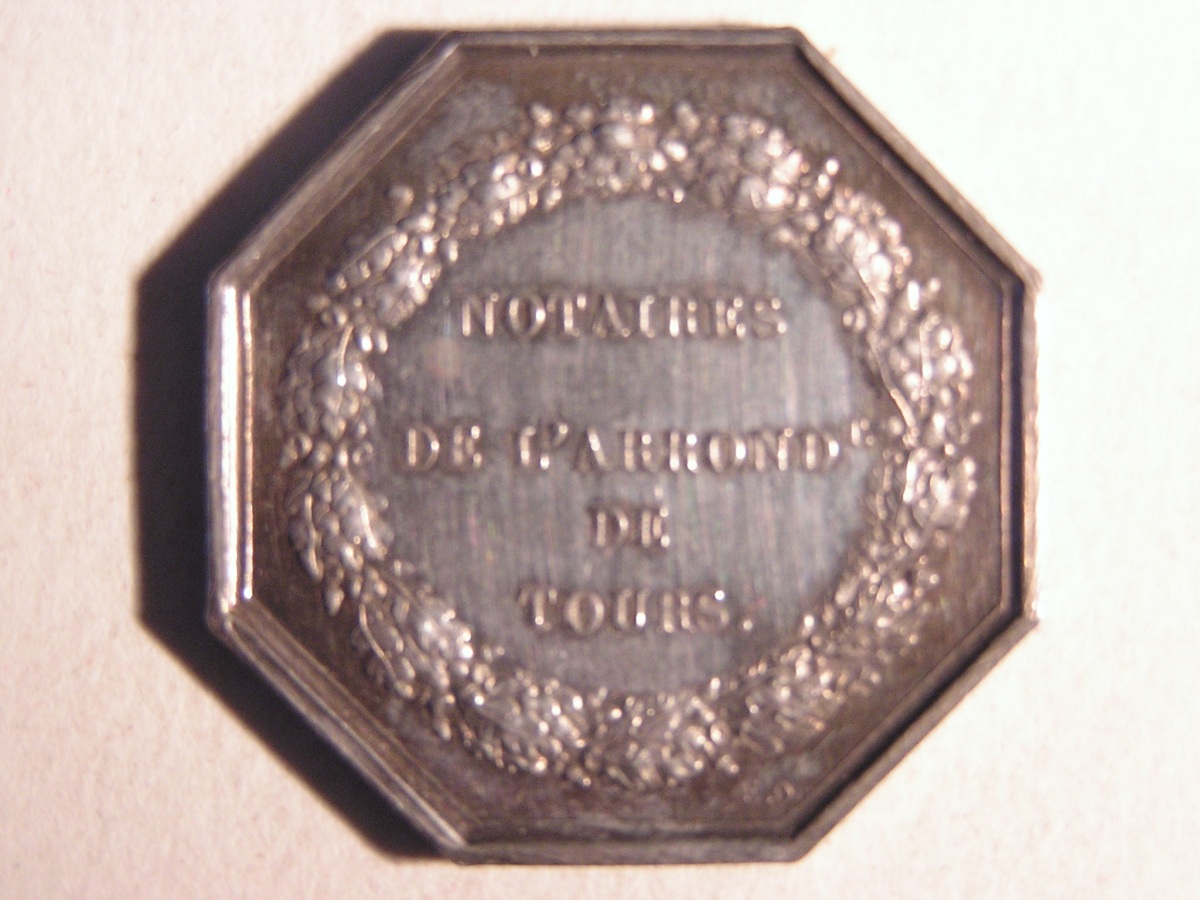 NOTAIRES
DE L'ARROND^T
DE
TOURS.